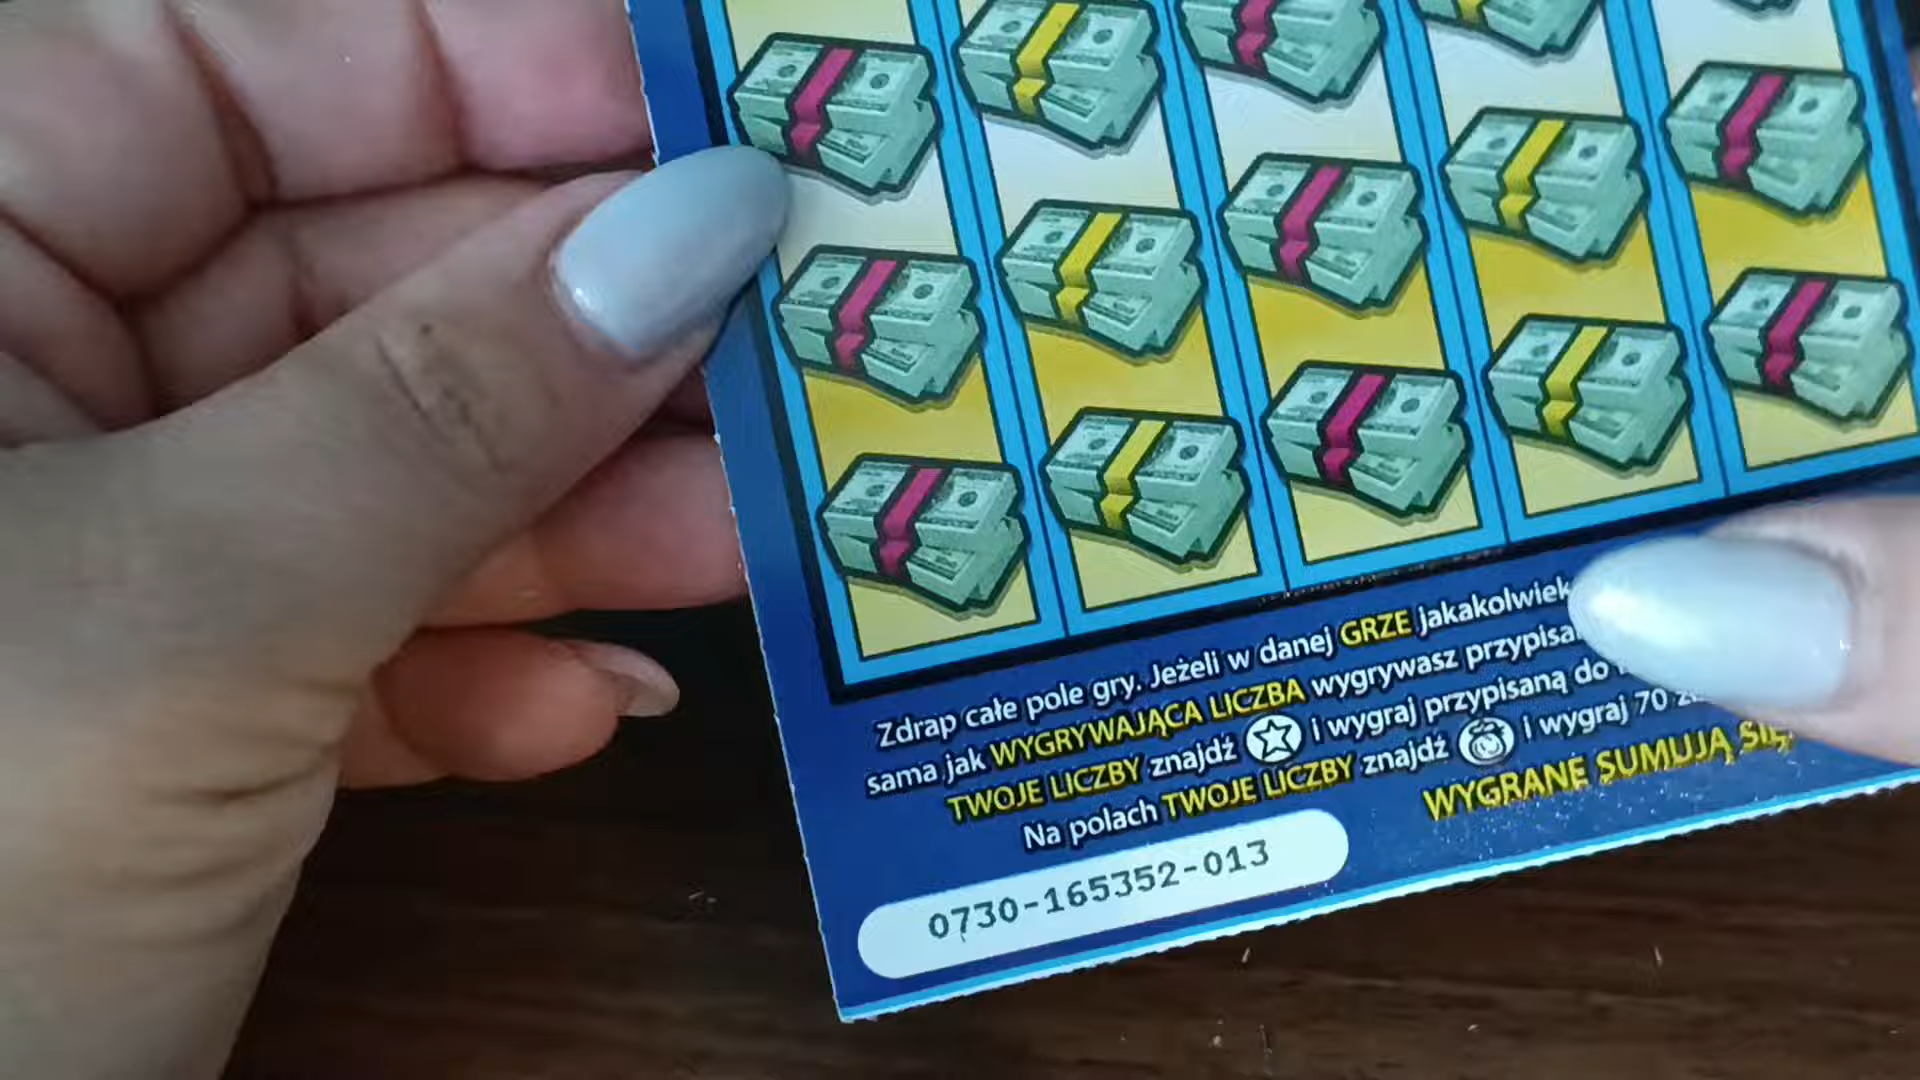 Zdrap całe pole gry. Jeżeli w danej GRZE jakakolwiek
sama jak WYGRYWAJĄCA LICZBA wygrywasz
TWOJE LICZBY znajdź i wygraj przypisaną do
Na polach TWOJE LICZBY znajdź i wygraj 70
WYGRANE SUMUJĄ SIĘ
0730-165352-013